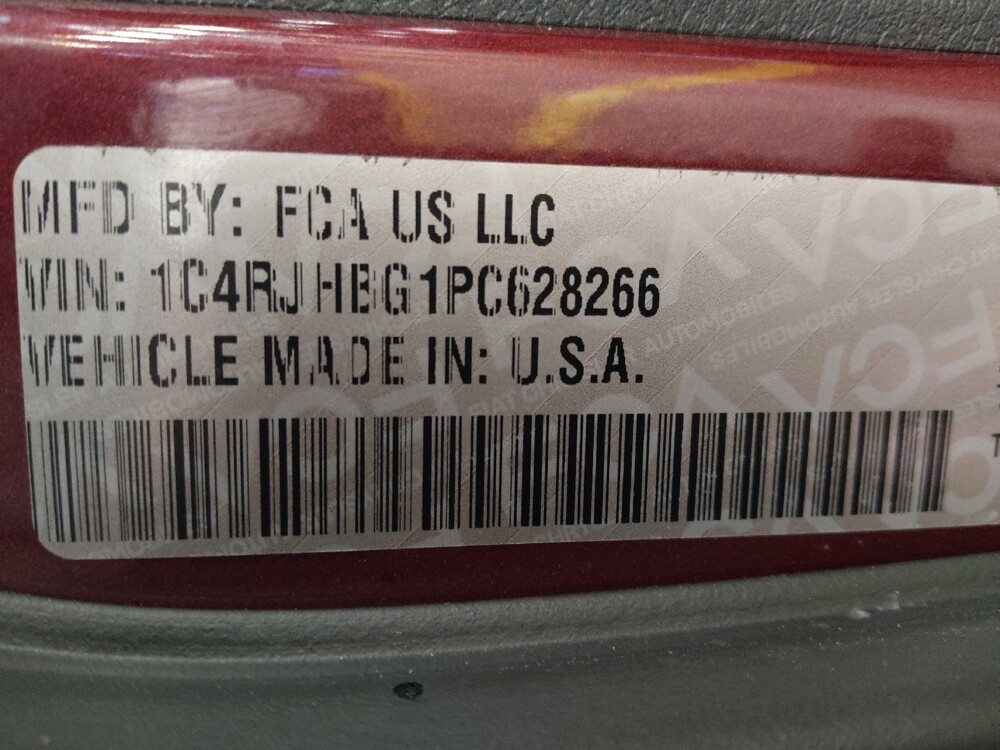 MFD BY: FCA US LLC
VIN: 1C4RJHBG1PC628266
VEHICLE MADE IN: U.S.A.